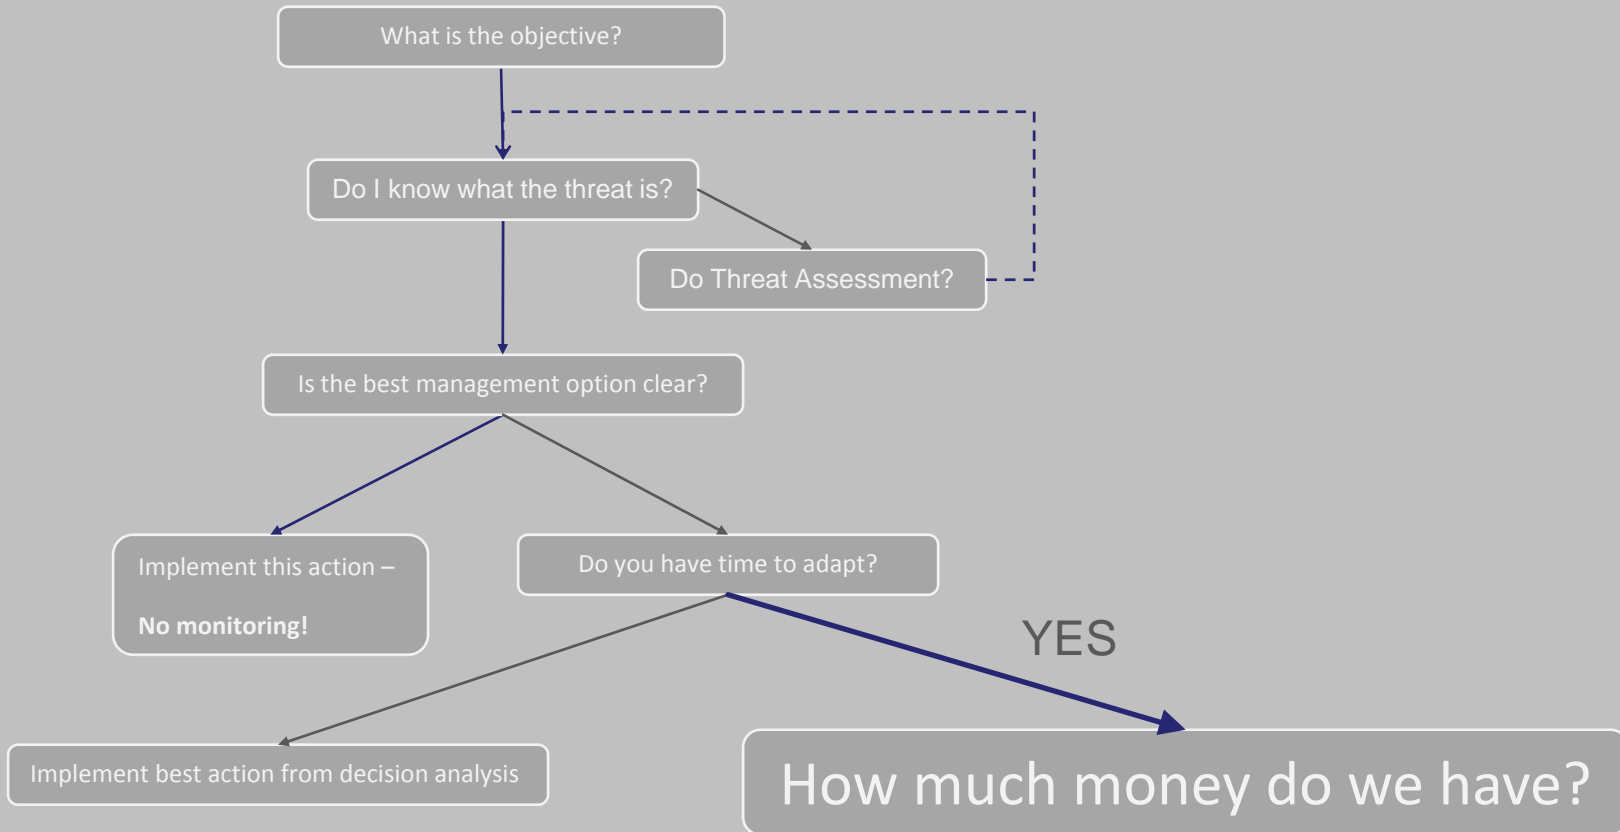 What is the objective?
Do I know what the threat is?
Do Threat Assessment?
Is the best management option clear?
Implement this action –
No monitoring!
Do you have time to adapt?
YES
Implement best action from decision analysis
How much money do we have?